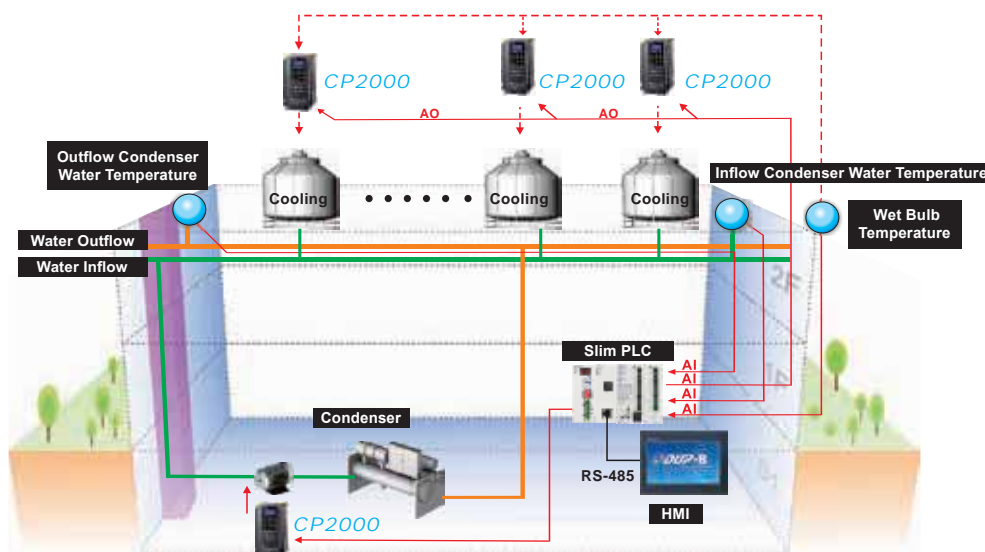 CP2000
CP2000
CP2000
AO
AO
Outflow Condenser
Water Temperature
Inflow Condenser Water Temperature
Cooling
Cooling
Cooling
Wet Bulb
Temperature
Water Outflow
Water Inflow
2F
Slim PLC
AI
AI
AI
AI
Condenser
RS-485
HMI
CP2000